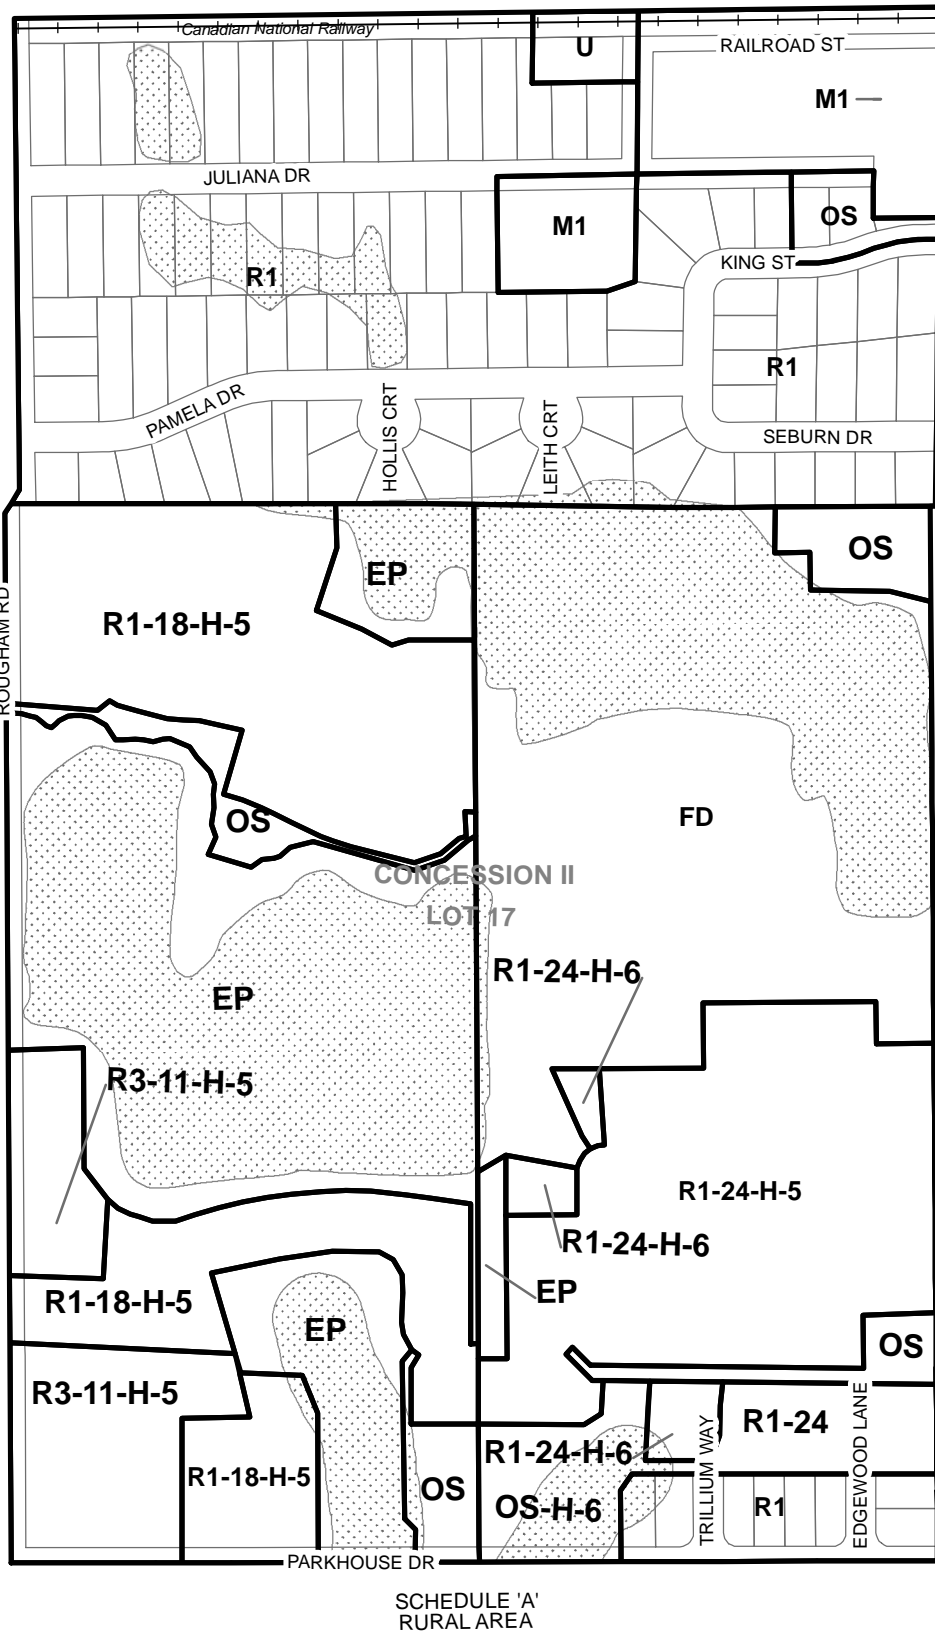 Canadian National Railway
U
RAILROAD ST
M1
JULIANA DR
M1
OS
KING ST
R1
R1
PAMELA DR
HOLLIS CRT
LEITH CRT
SEBURN DR
OS
EP
R1-18-H-5
ROUGHAM RD
OS
FD
CONCESSION II
LOT 17
R1-24-H-6
EP
R3-11-H-5
R1-24-H-5
R1-24-H-6
EP
R1-18-H-5
EP
OS
R3-11-H-5
R1-24
EDGEWOOD LANE
TRILLIUM WAY
R1-24-H-6
R1-18-H-5
OS
OS-H-6
R1
PARKHOUSE DR
SCHEDULE 'A'
RURAL AREA